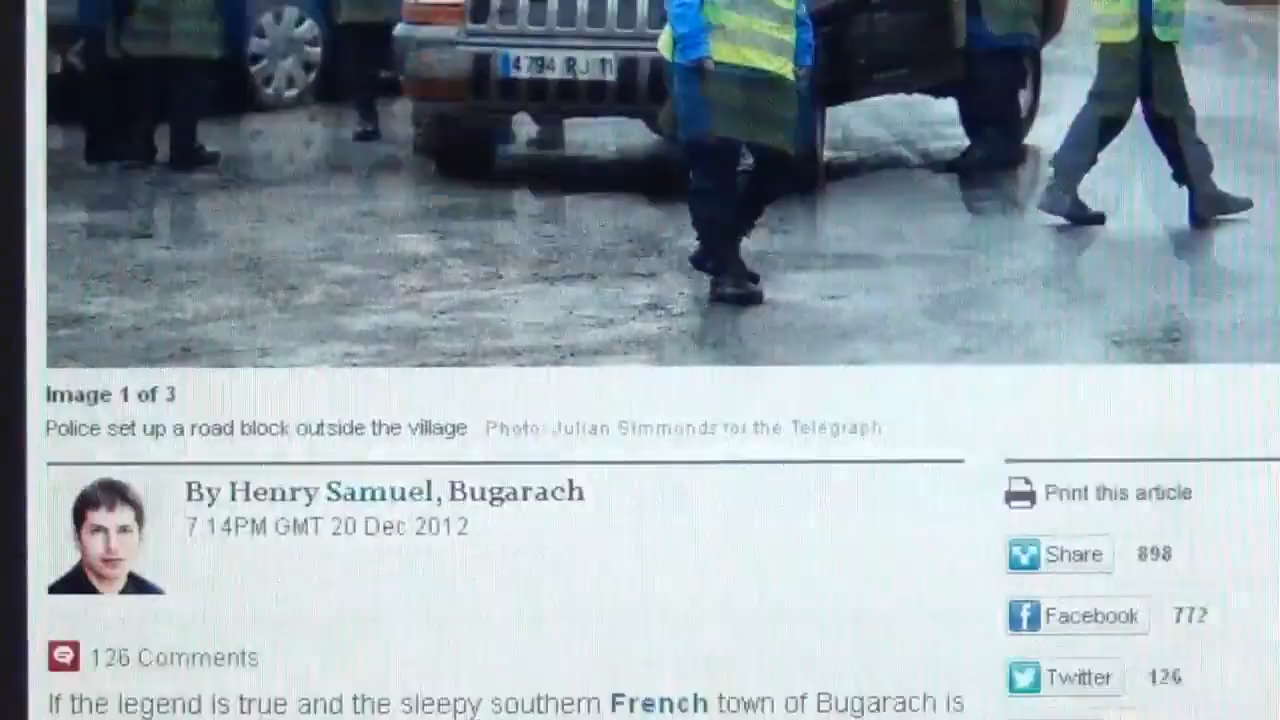 4794 RJ 11
Image 1 of 3
Police set up a road block outside the village Photo: Julian Simmonds for the Telegraph
By Henry Samuel, Bugarach
7 14PM GMT 20 Dec 2012
Print this article
Share 898
Facebook 772
Twitter 126
126 Comments
If the legend is true and the sleepy southern French town of Bugarach is